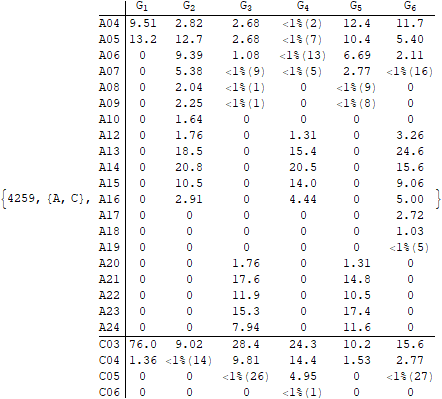 G1 G2 G3 G4 G5 G6
A04 9.51 2.82 2.68 <1%(2) 12.4 11.7
A05 13.2 12.7 2.68 <1%(7) 10.4 5.40
A06 0 9.39 1.08 <1%(13) 6.69 2.11
A07 0 5.38 <1%(9) <1%(5) 2.77 <1%(16)
A08 0 2.04 <1%(1) 0 <1%(9) 0
A09 0 2.25 <1%(1) 0 <1%(8) 0
A10 0 1.64 0 0 0 0
A12 0 1.76 0 1.31 0 3.26
A13 0 18.5 0 15.4 0 24.6
A14 0 20.8 0 20.5 0 15.6
A15 0 10.5 0 14.0 0 9.06
{4259, {A, C}, A16 0 2.91 0 4.44 0 5.00 }
A17 0 0 0 0 0 2.72
A18 0 0 0 0 0 1.03
A19 0 0 0 0 0 <1%(5)
A20 0 0 1.76 0 1.31 0
A21 0 0 17.6 0 14.8 0
A22 0 0 11.9 0 10.5 0
A23 0 0 15.3 0 17.4 0
A24 0 0 7.94 0 11.6 0
C03 76.0 9.02 28.4 24.3 10.2 15.6
C04 1.36 <1%(14) 9.81 14.4 1.53 2.77
C05 0 0 <1%(26) 4.95 0 <1%(27)
C06 0 0 0 <1%(1) 0 0